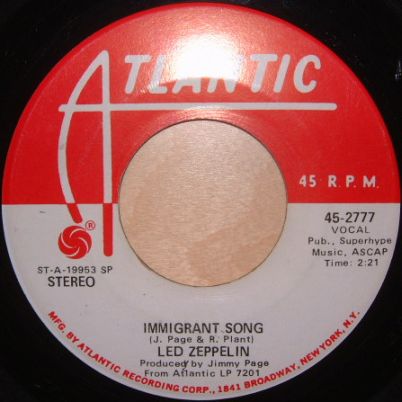 ATLANTIC
45 R.P.M.
®
45-2777
VOCAL
Pub., Superhype
Music, ASCAP
Time: 2:21
ST-A-19953 SP
STEREO
IMMIGRANT SONG
(J. Page & R. Plant)
LED ZEPPELIN
Produced by Jimmy Page
From Atlantic LP 7201
MFG. BY ATLANTIC RECORDING CORP., 1841 BROADWAY, NEW YORK, N.Y.